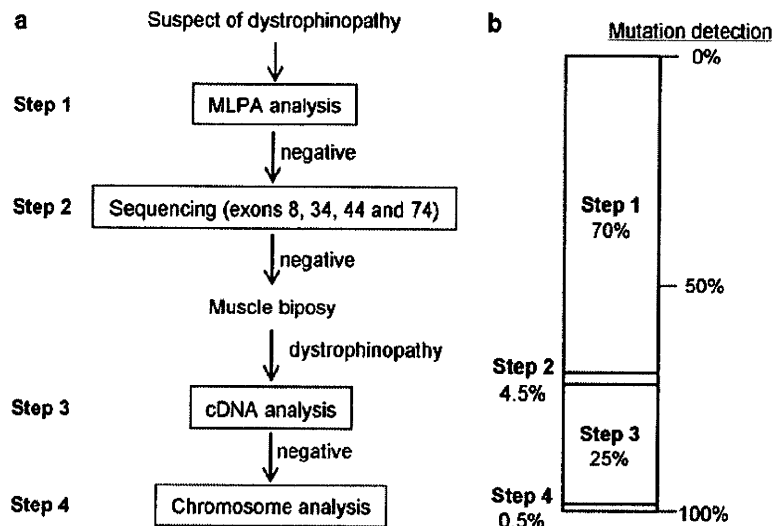 a
Suspect of dystrophinopathy
Step 1
MLPA analysis
negative
Step 2
Sequencing (exons 8, 34, 44 and 74)
negative
Muscle biposy
dystrophinopathy
Step 3
cDNA analysis
negative
Step 4
Chromosome analysis
b
Mutation detection
0%
Step 1
70%
50%
Step 2
4.5%
Step 3
25%
Step 4
0.5%
100%